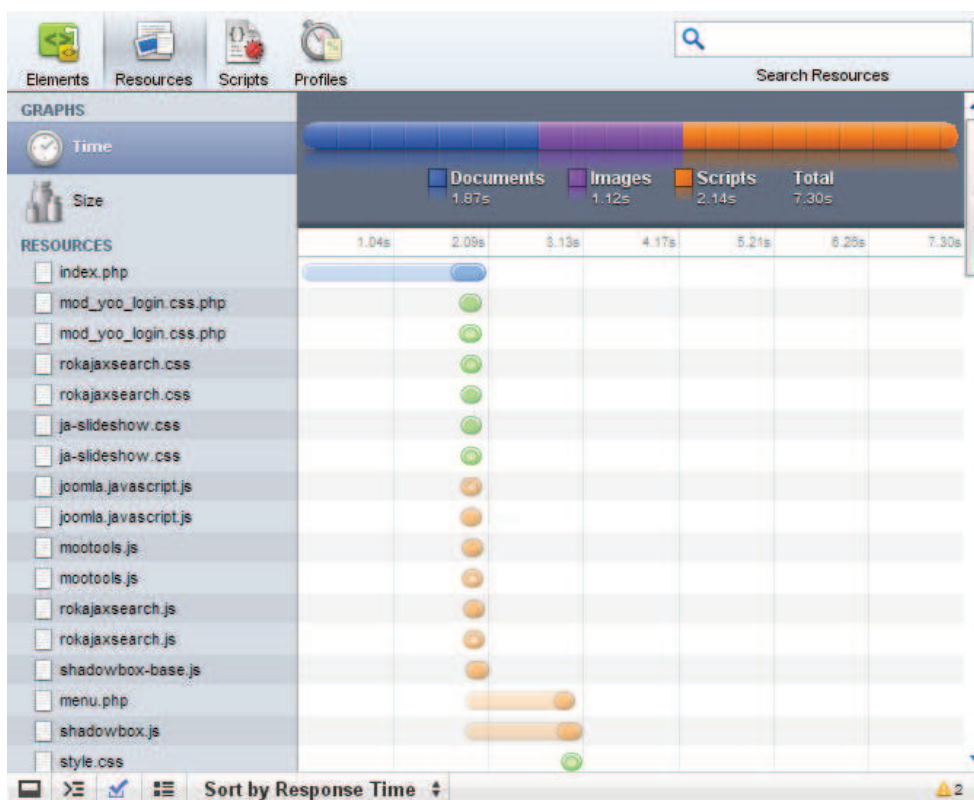 Elements Resources Scripts Profiles
Search Resources
GRAPHS
Time
Size
Documents Images Scripts Total
1.87s 1.12s 2.14s 7.30s
RESOURCES
1.04s 2.09s 3.13s 4.17s 5.21s 6.26s 7.30s
index.php
mod_yoo_login.css.php
mod_yoo_login.css.php
rokajaxsearch.css
rokajaxsearch.css
ja-slideshow.css
ja-slideshow.css
joomla.javascript.js
joomla.javascript.js
mootools.js
mootools.js
rokajaxsearch.js
rokajaxsearch.js
shadowbox-base.js
menu.php
shadowbox.js
style.css
Sort by Response Time
2